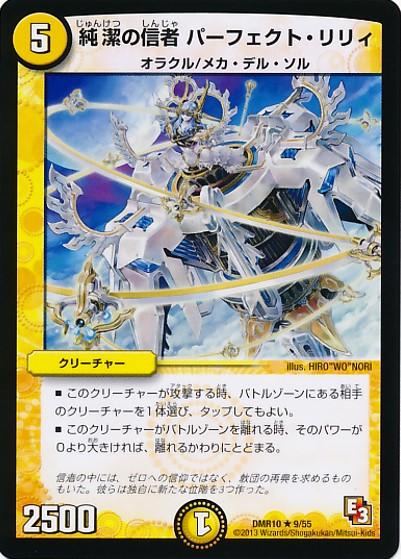 5
じゅんけつ しんじゃ
純潔の信者 パーフェクト・リリィ
オラクル/メカ・デル・ソル
illus. HIRO"WO"NORI
クリーチャー
■ このクリーチャーが攻撃する時、バトルゾーンにある相手
のクリーチャーを1体選び、タップしてもよい。
■ このクリーチャーがバトルゾーンを離れる時、そのパワーが
0より大きければ、離れるかわりにとどまる。
信者の中には、ゼロへの信仰ではなく、教団の再興を求めるもの
もいた。彼らは独自に新たな位階を3つ作った。
2500
1
DMR10 ★ 9/55
©2013 Wizards/Shogakukan/Mitsui-Kids
E3